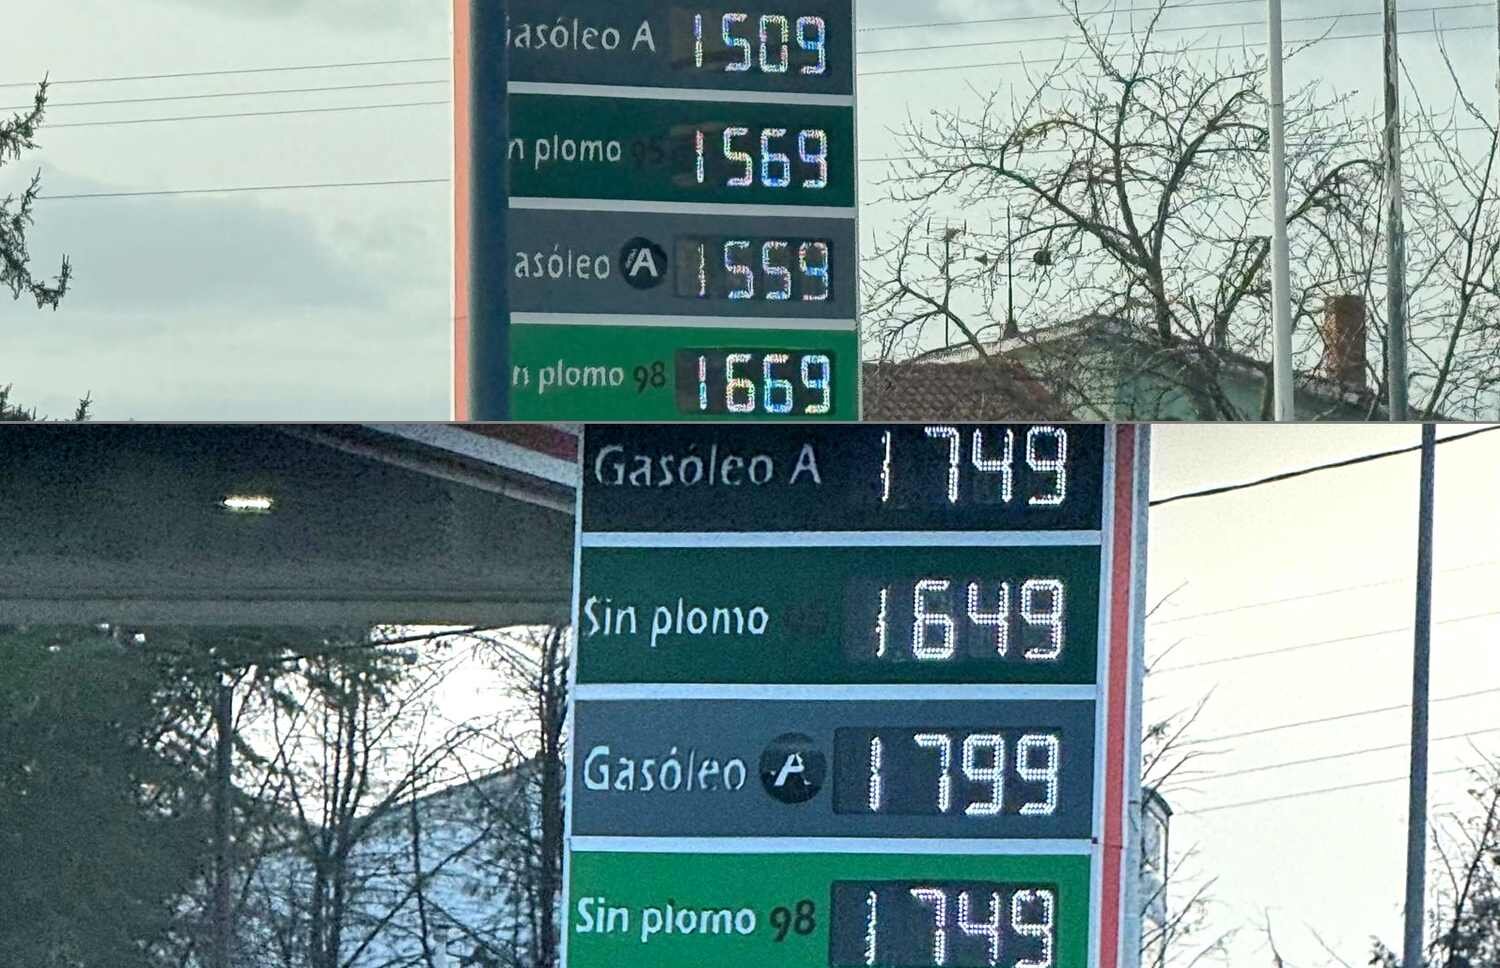 asóleo A 1509
n plomo 95 1569
asóleo A 1559
n plomo 98 1669
Gasóleo A 1749
Sin plomo 1649
Gasóleo A 1799
Sin plomo 98 1749